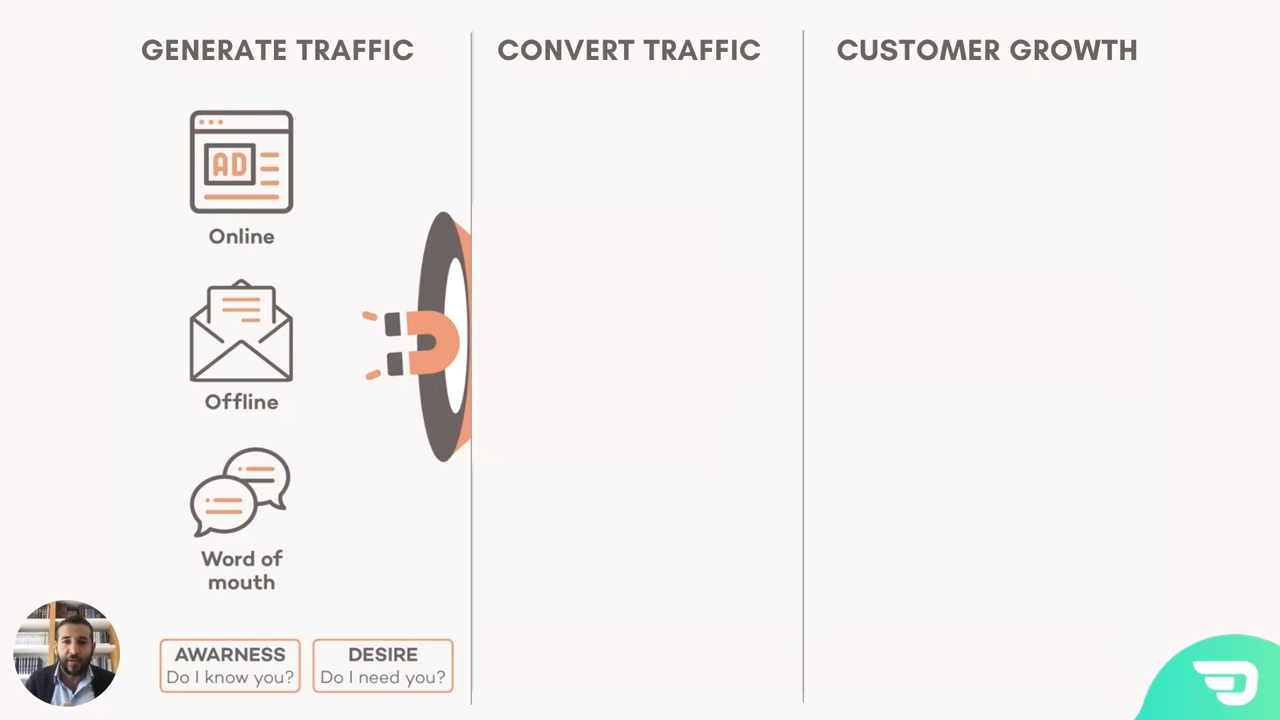 GENERATE TRAFFIC
CONVERT TRAFFIC
CUSTOMER GROWTH
AD
Online
Offline
Word of
mouth
AWARNESS
Do I know you?
DESIRE
Do I need you?